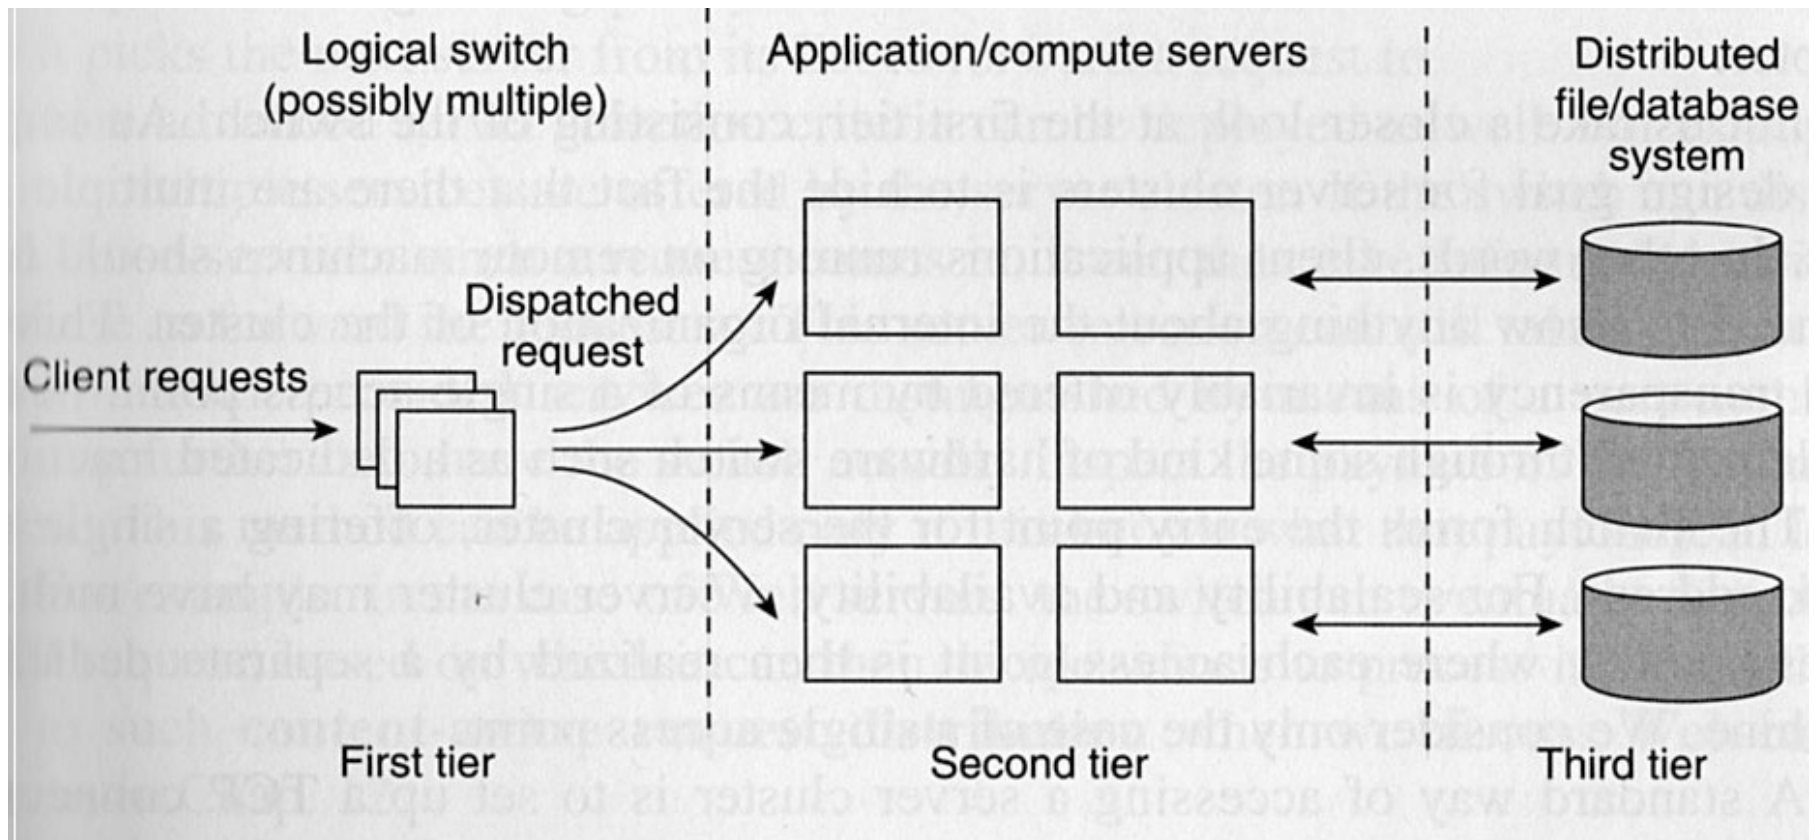 Logical switch
(possibly multiple)
Application/compute servers
Distributed
file/database
system
Dispatched
request
Client requests
First tier
Second tier
Third tier